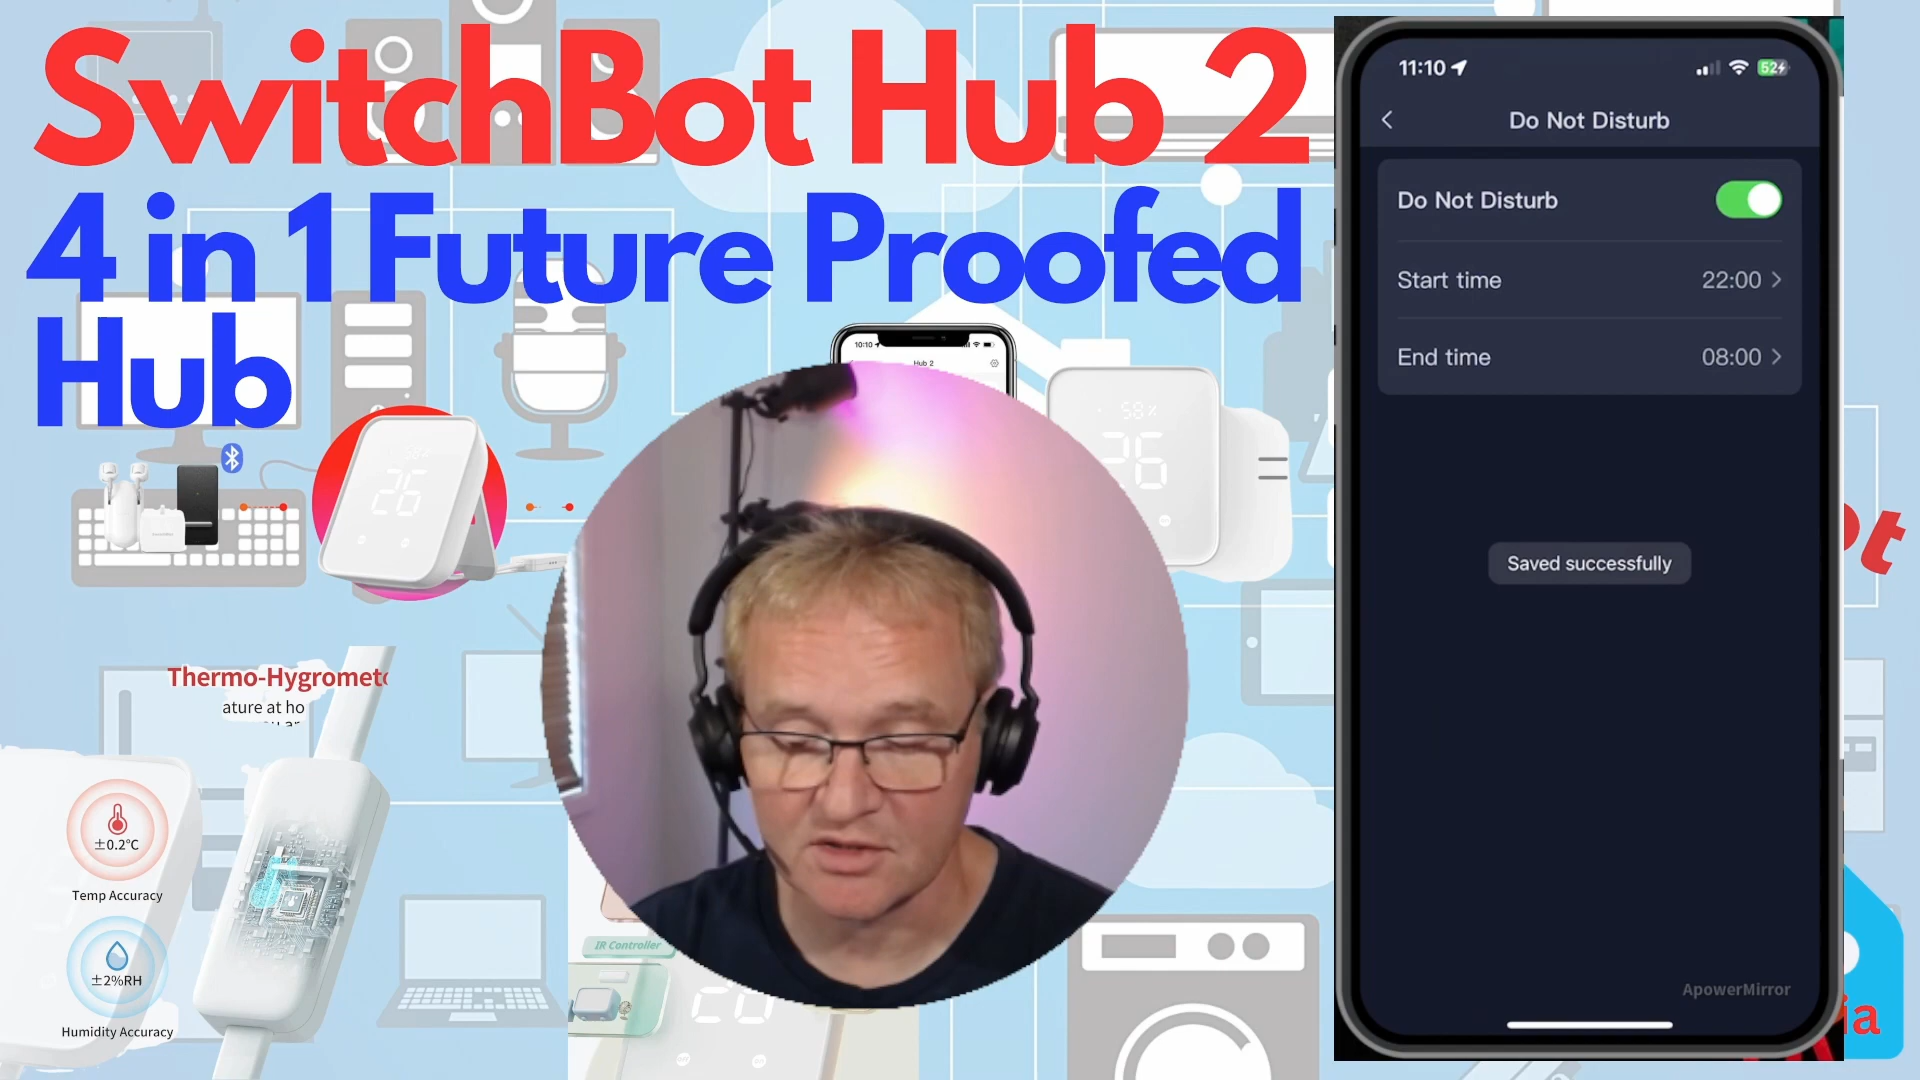 SwitchBot Hub 2
4 in 1 Future Proofed
Hub
11:10
52
Do Not Disturb
Do Not Disturb
Start time 22:00
End time 08:00
Saved successfully
ApowerMirror
10:10
Hub 2
58%
26
58%
26
Thermo-Hygromet
ature at ho
±0.2°C
Temp Accuracy
±2%RH
Humidity Accuracy
IR Controller